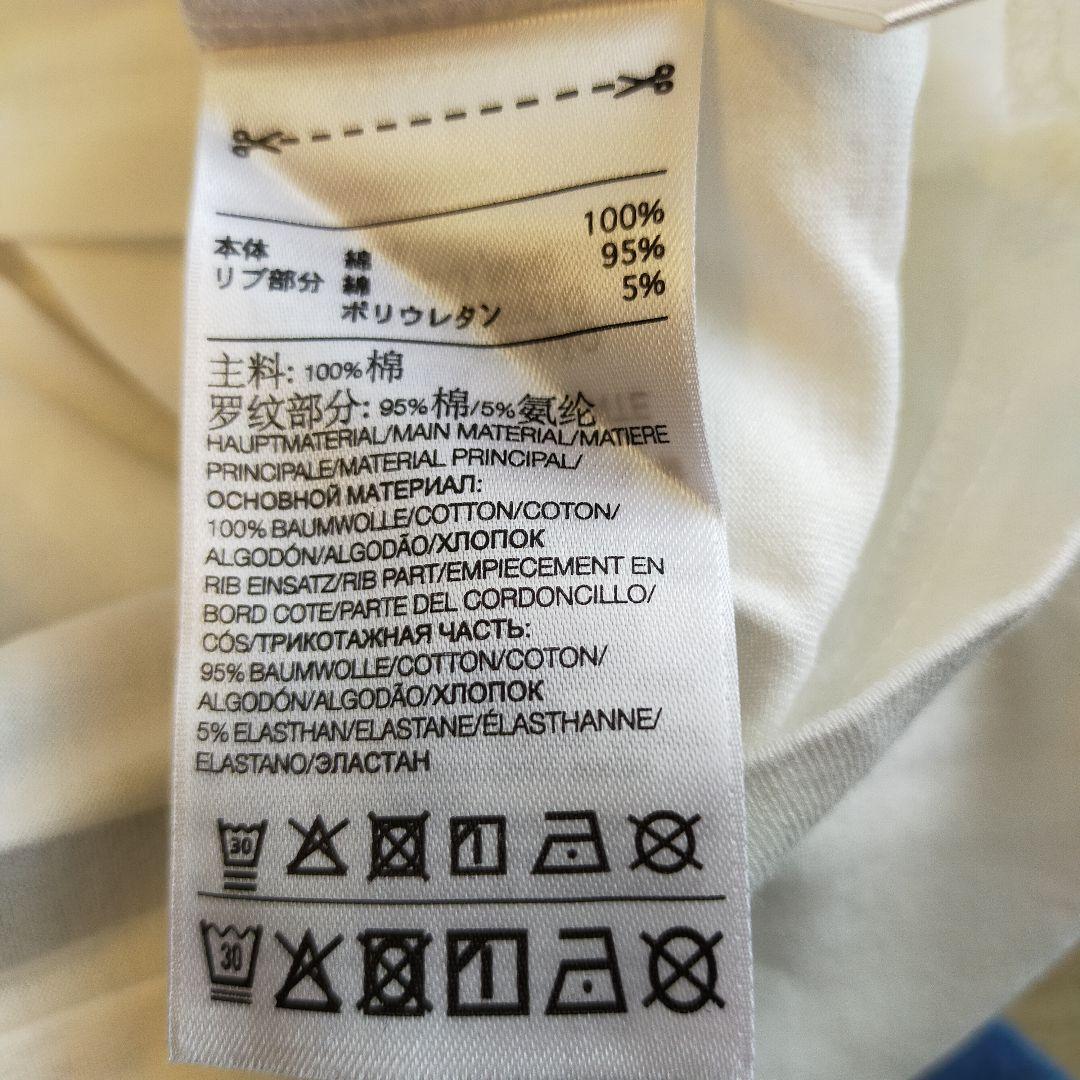 100%
本体 綿 95%
リブ部分 綿 5%
ポリウレタン
主料: 100%棉
罗纹部分: 95%棉/5%氨纶
HAUPTMATERIAL/MAIN MATERIAL/MATIERE
PRINCIPALE/MATERIAL PRINCIPAL/
ОСНОВНОЙ МАТЕРИАЛ:
100% BAUMWOLLE/COTTON/COTON/
ALGODÓN/ALGODÃO/ХЛОПОК
RIB EINSATZ/RIB PART/EMPIECEMENT EN
BORD COTE/PARTE DEL CORDONCILLO/
CÓS/ТРИКОТАЖНАЯ ЧАСТЬ:
95% BAUMWOLLE/COTTON/COTON/
ALGODÓN/ALGODÃO/ХЛОПОК
5% ELASTHAN/ELASTANE/ÉLASTHANNE/
ELASTANO/ЭЛАСТАН
30
30